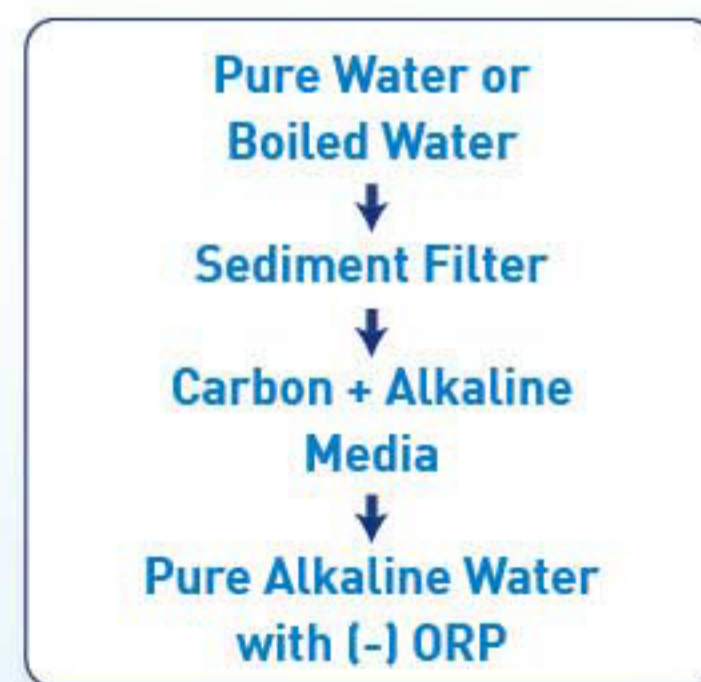 Pure Water or
Boiled Water
Sediment Filter
Carbon + Alkaline
Media
Pure Alkaline Water
with (-) ORP